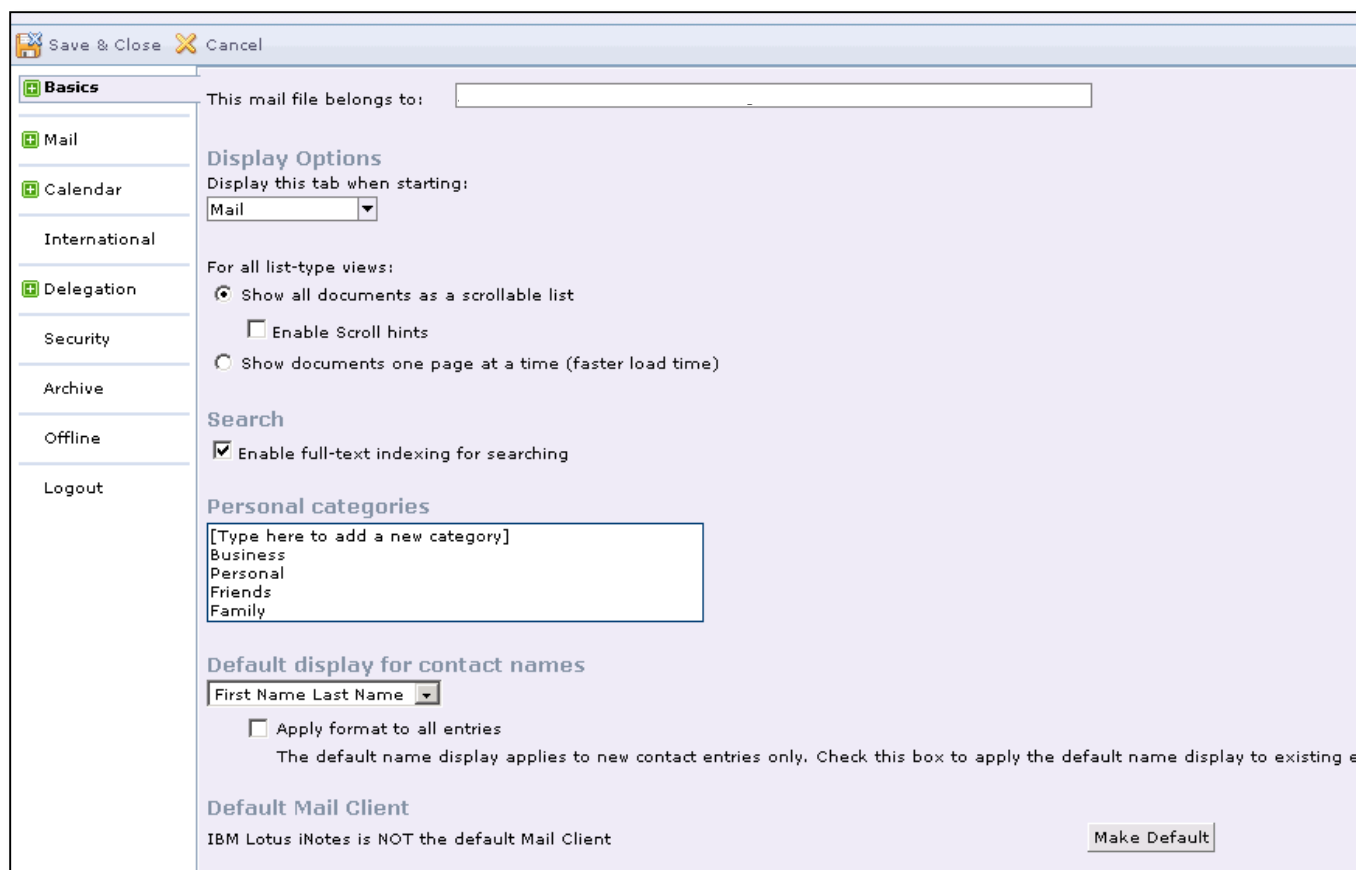 Save & Close Cancel
Basics
Mail
Calendar
International
Delegation
Security
Archive
Offline
Logout
This mail file belongs to:
Display Options
Display this tab when starting:
Mail
For all list-type views:
Show all documents as a scrollable list
Enable Scroll hints
Show documents one page at a time (faster load time)
Search
Enable full-text indexing for searching
Personal categories
[Type here to add a new category]
Business
Personal
Friends
Family
Default display for contact names
First Name Last Name
Apply format to all entries
The default name display applies to new contact entries only. Check this box to apply the default name display to existing e
Default Mail Client
IBM Lotus iNotes is NOT the default Mail Client
Make Default